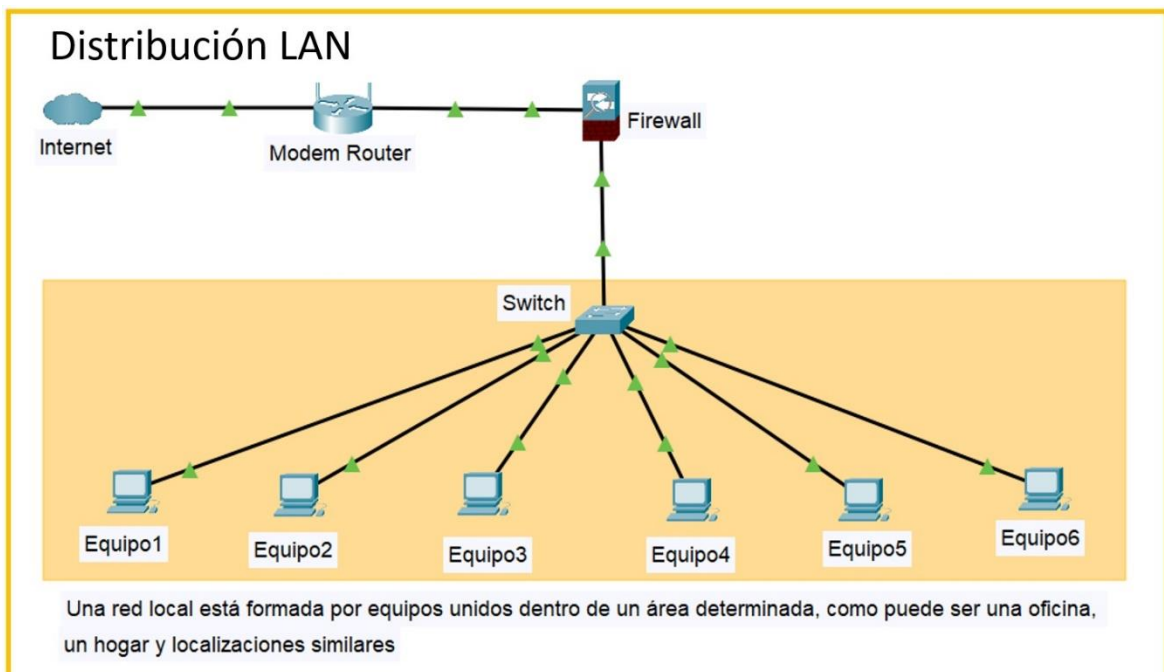 Distribución LAN
Internet
Modem Router
Firewall
Switch
Equipo1
Equipo2
Equipo3
Equipo4
Equipo5
Equipo6
Una red local está formada por equipos unidos dentro de un área determinada, como puede ser una oficina,
un hogar y localizaciones similares